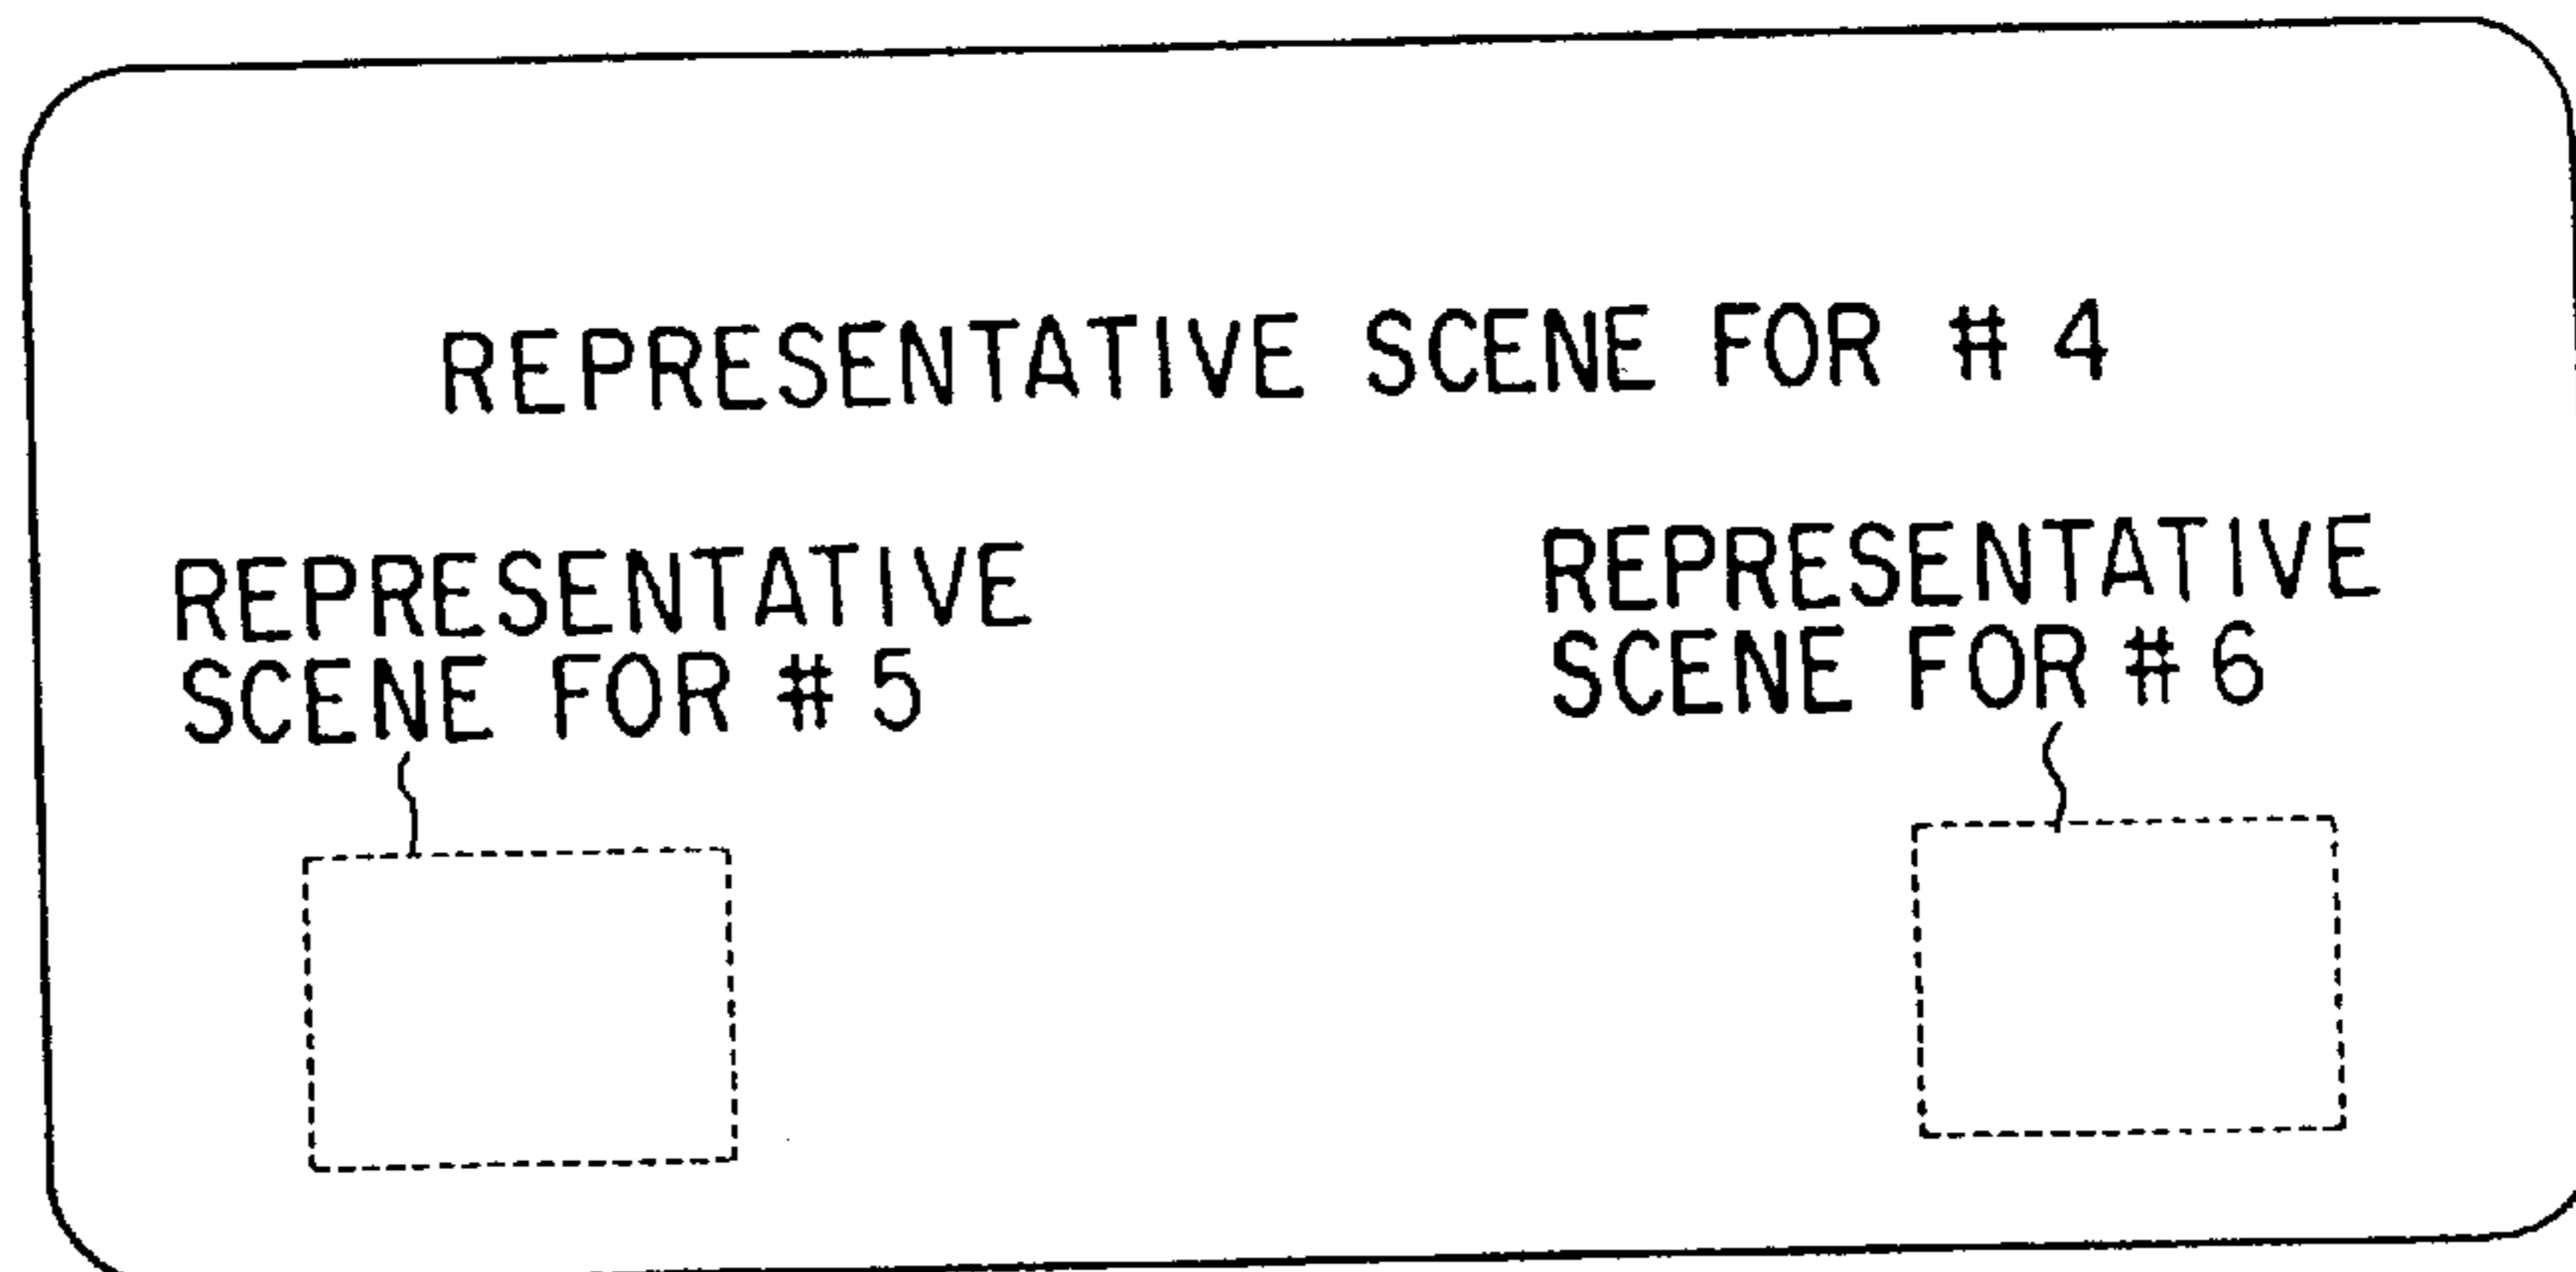 REPRESENTATIVE SCENE FOR # 4
REPRESENTATIVE
SCENE FOR # 5
REPRESENTATIVE
SCENE FOR # 6